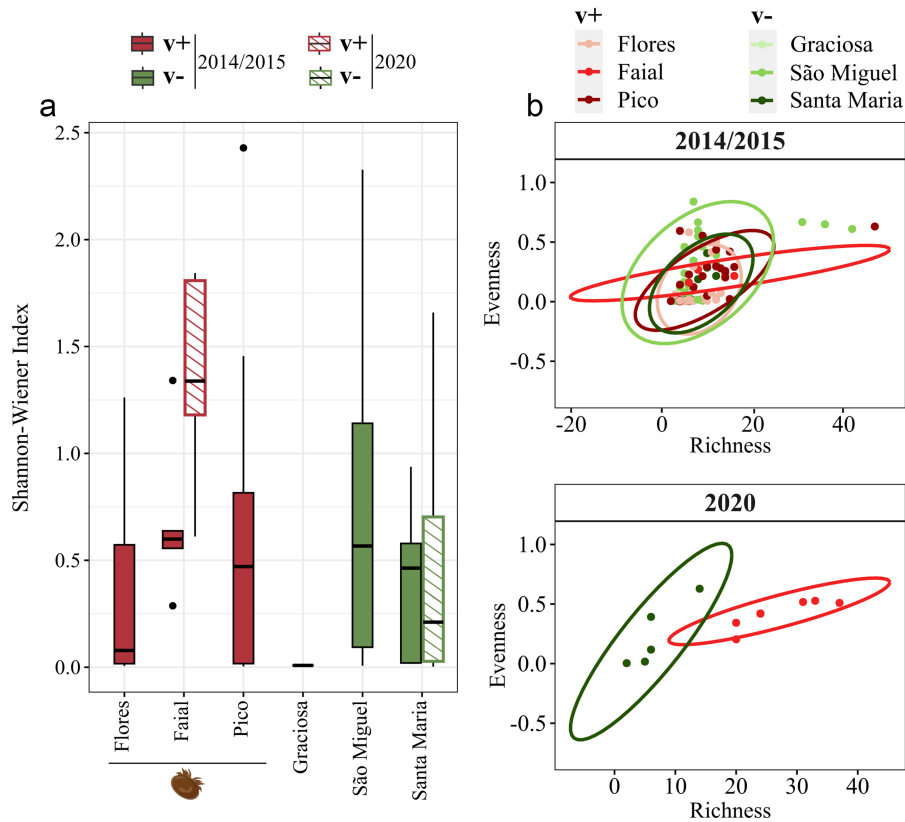 v+ v+
2014/2015 2020
v- v-
a
Shannon-Wiener Index
2.5
2.0
1.5
1.0
0.5
0.0
Flores Faial Pico Graciosa São Miguel Santa Maria
v+ v-
Flores Graciosa
Faial São Miguel
Pico Santa Maria
b
2014/2015
Evenness
1.0
0.5
0.0
-0.5
-20 0 20 40
Richness
2020
Evenness
1.0
0.5
0.0
-0.5
0 10 20 30 40
Richness